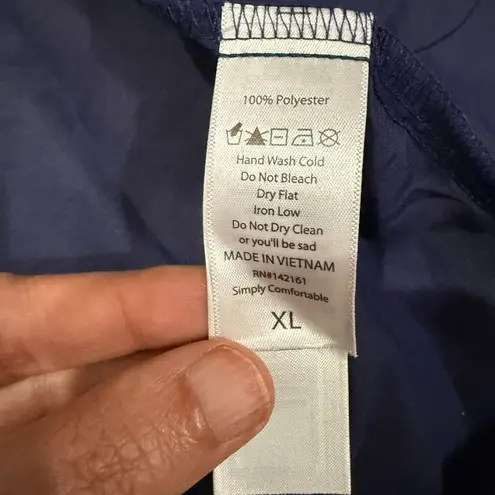 100% Polyester
Hand Wash Cold
Do Not Bleach
Dry Flat
Iron Low
Do Not Dry Clean
or you'll be sad
MADE IN VIETNAM
RN#142161
Simply Comfortable
XL